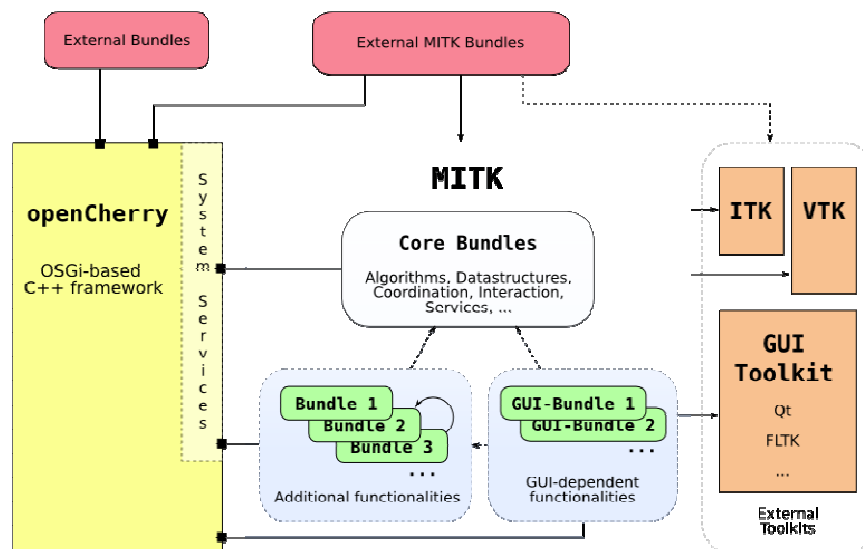 External Bundles
External MITK Bundles
MITK
openCherry
OSGi-based
C++ framework
System Services
Core Bundles
Algorithms, Datastructures,
Coordination, Interaction,
Services, ...
ITK
VTK
GUI
Toolkit
Qt
FLTK
...
Bundle 1
Bundle 2
Bundle 3
...
Additional functionalities
GUI-Bundle 1
GUI-Bundle 2
...
GUI-dependent
functionalities
External
Toolkits